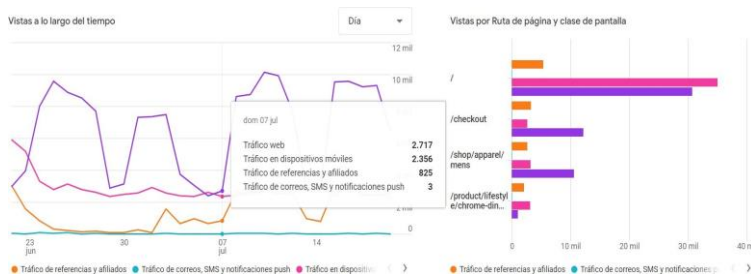 Vistas a lo largo del tiempo
Día
12 mil
10 mil
dom 07 jul
Tráfico web 2.717
Tráfico en dispositivos móviles 2.356
Tráfico de referencias y afiliados 825
Tráfico de correos, SMS y notificaciones push 3
0
23 30 07 14
jun jul
Tráfico de referencias y afiliados Tráfico de correos, SMS y notificaciones push Tráfico en dispositiv
Vistas por Ruta de página y clase de pantalla
/
/checkout
/shop/apparel/
mens
/product/lifestyl
e/chrome-din...
0 10 mil 20 mil 30 mil 40 m
Tráfico de referencias y afiliados Tráfico de correos, SMS y notificaciones p